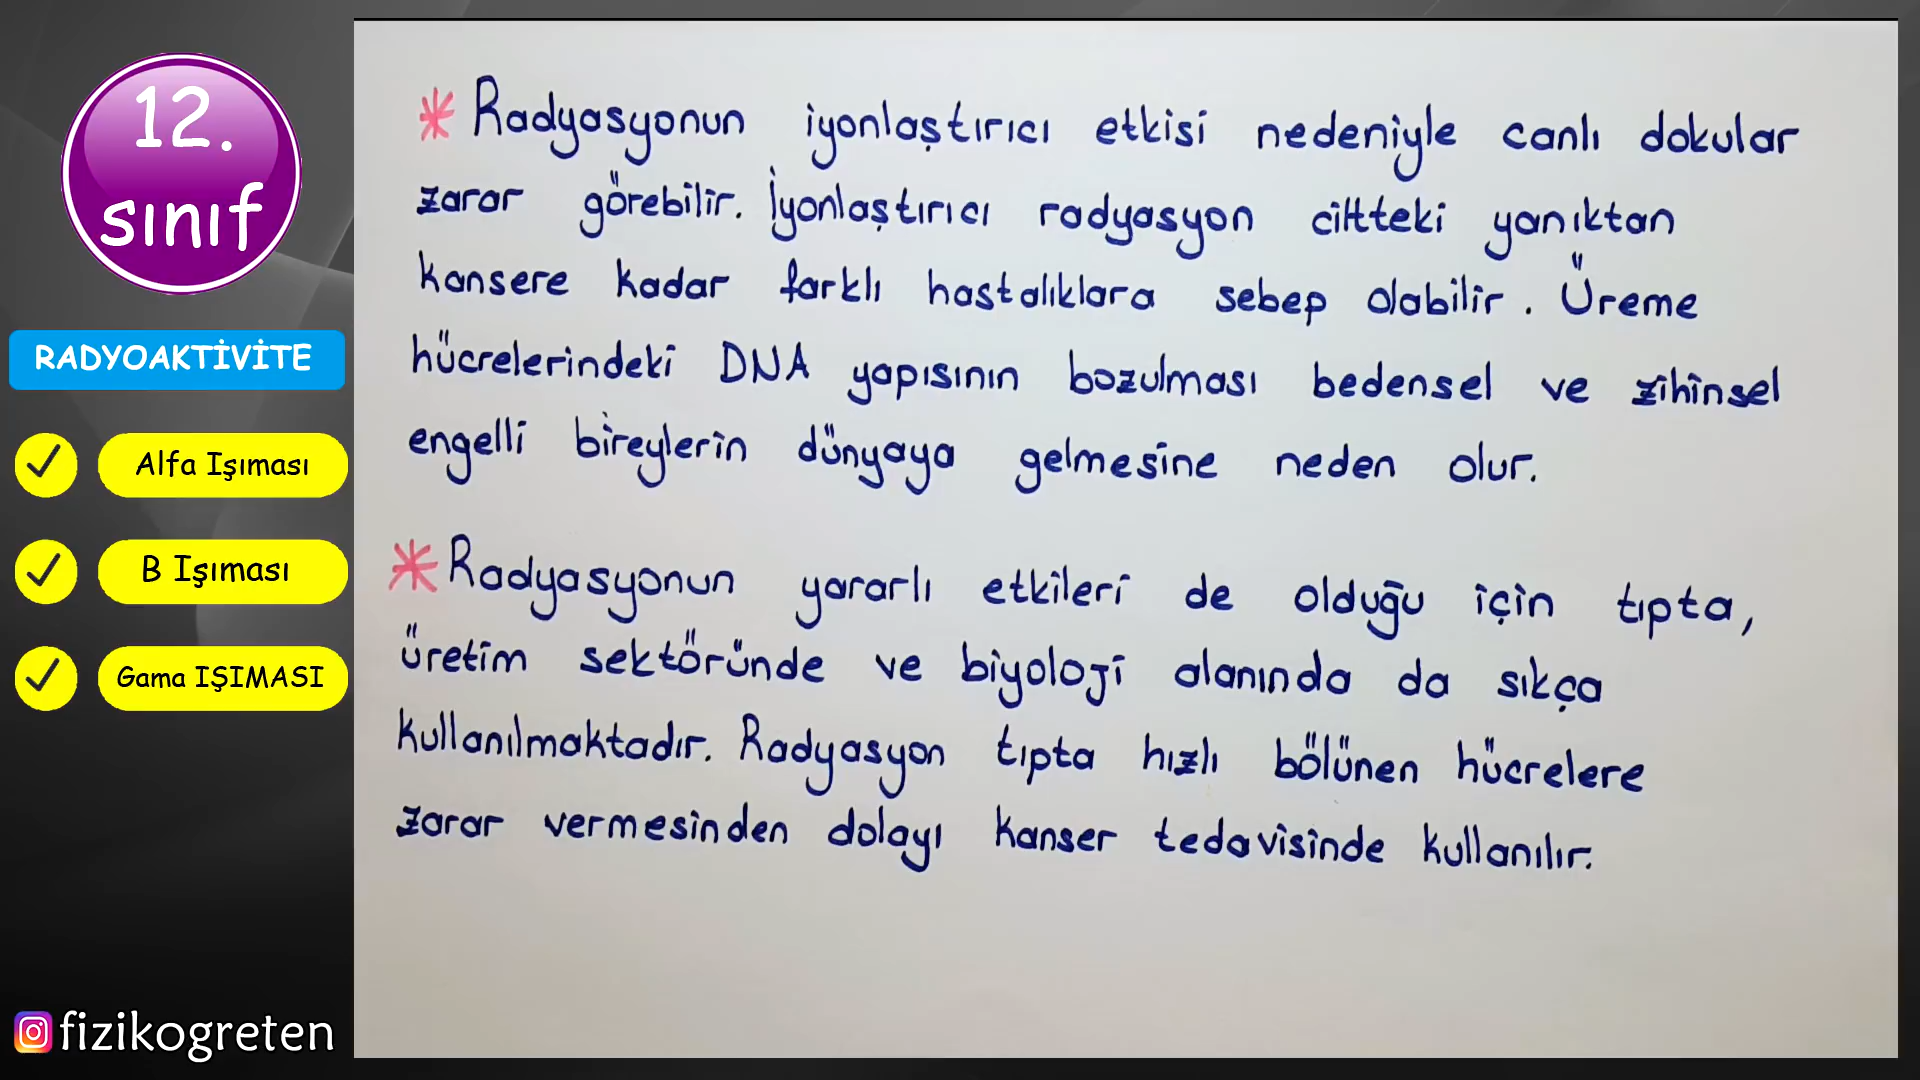 12.
sınıf
RADYOAKTİVİTE
Alfa Işıması
B Işıması
Gama IŞIMASI
fizikogreten
* Radyasyonun iyonlaştırıcı etkisi nedeniyle canlı dokular
zarar görebilir. İyonlaştırıcı radyasyon ciltteki yanıktan
kansere kadar farklı hastalıklara sebep olabilir. Üreme
hücrelerindeki DNA yapısının bozulması bedensel ve zihinsel
engelli bireylerin dünyaya gelmesine neden olur.
* Radyasyonun yararlı etkileri de olduğu için tıpta,
üretim sektöründe ve biyoloji alanında da sıkça
kullanılmaktadır. Radyasyon tıpta hızlı bölünen hücrelere
zarar vermesinden dolayı kanser tedavisinde kullanılır.